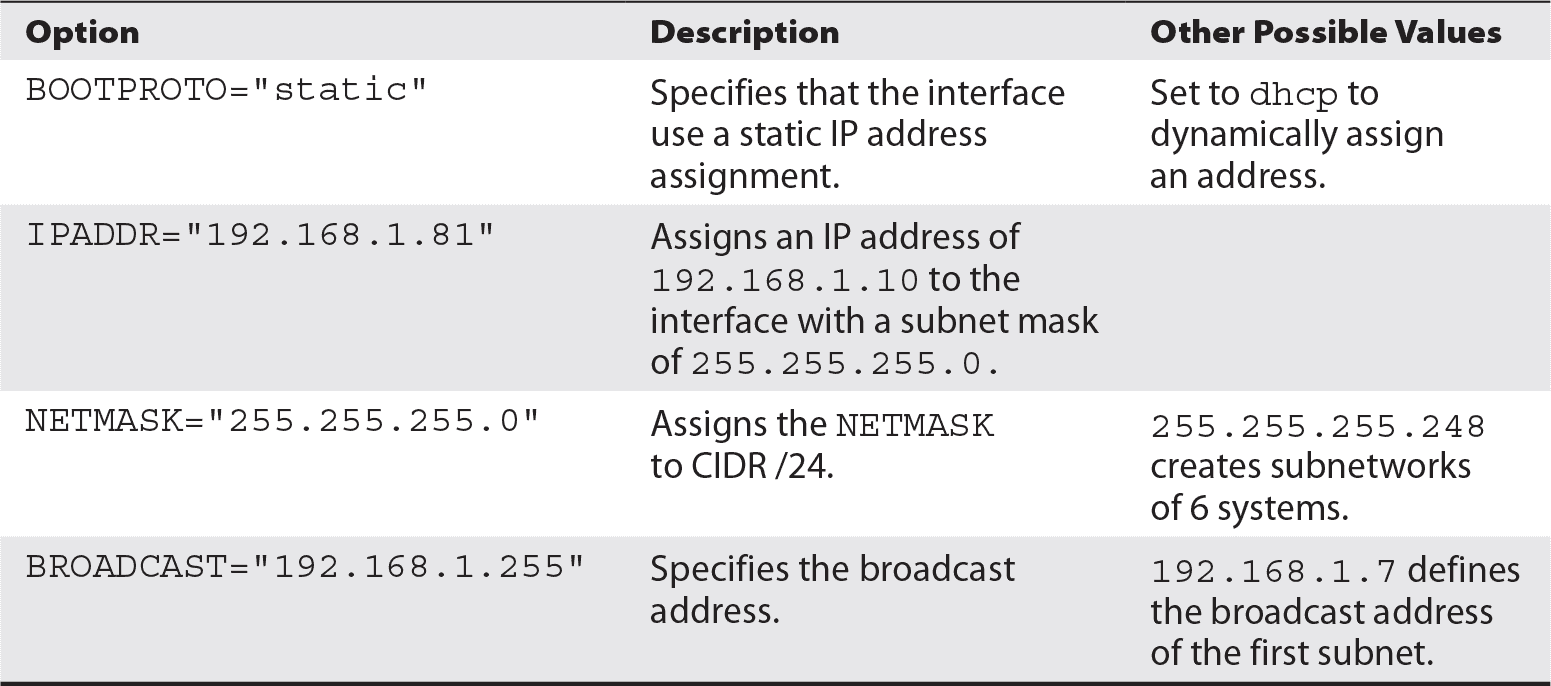 Option Description Other Possible Values
BOOTPROTO="static"
Specifies that the interface
use a static IP address
assignment.
Set to dhcp to
dynamically assign
an address.
IPADDR="192.168.1.81"
Assigns an IP address of
192.168.1.10 to the
interface with a subnet mask
of 255.255.255.0.
NETMASK="255.255.255.0"
Assigns the NETMASK
to CIDR /24.
255.255.255.248
creates subnetworks
of 6 systems.
BROADCAST="192.168.1.255"
Specifies the broadcast
address.
192.168.1.7 defines
the broadcast address
of the first subnet.